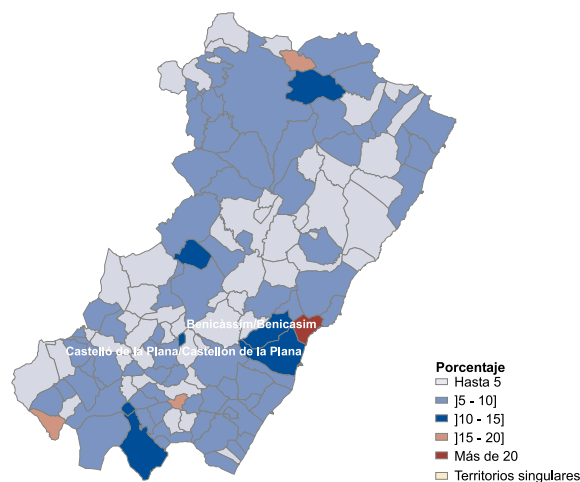 Benicàssim/Benicasim
Castelló de la Plana/Castellón de la Plana
Porcentaje
Hasta 5
]5 - 10]
]10 - 15]
]15 - 20]
Más de 20
Territorios singulares